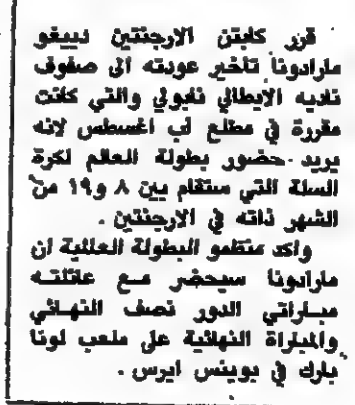 قرر كابتن الارجنتين دييغو
مارادونا تأخير عودته الى صفوف
ناديه الايطالي نابولي والتي كانت
مقررة في مطلع آب اغسطس لانه
يريد حضور بطولة العالم لكرة
السلة التي ستقام بين ٨ و١٩ من
الشهر ذاته في الارجنتين .
واكد منظمو البطولة العالمية ان
مارادونا سيحضر مع عائلته
مباراتي الدور نصف النهائي
والمباراة النهائية على ملعب لونا
بارك في بوينس ايرس .